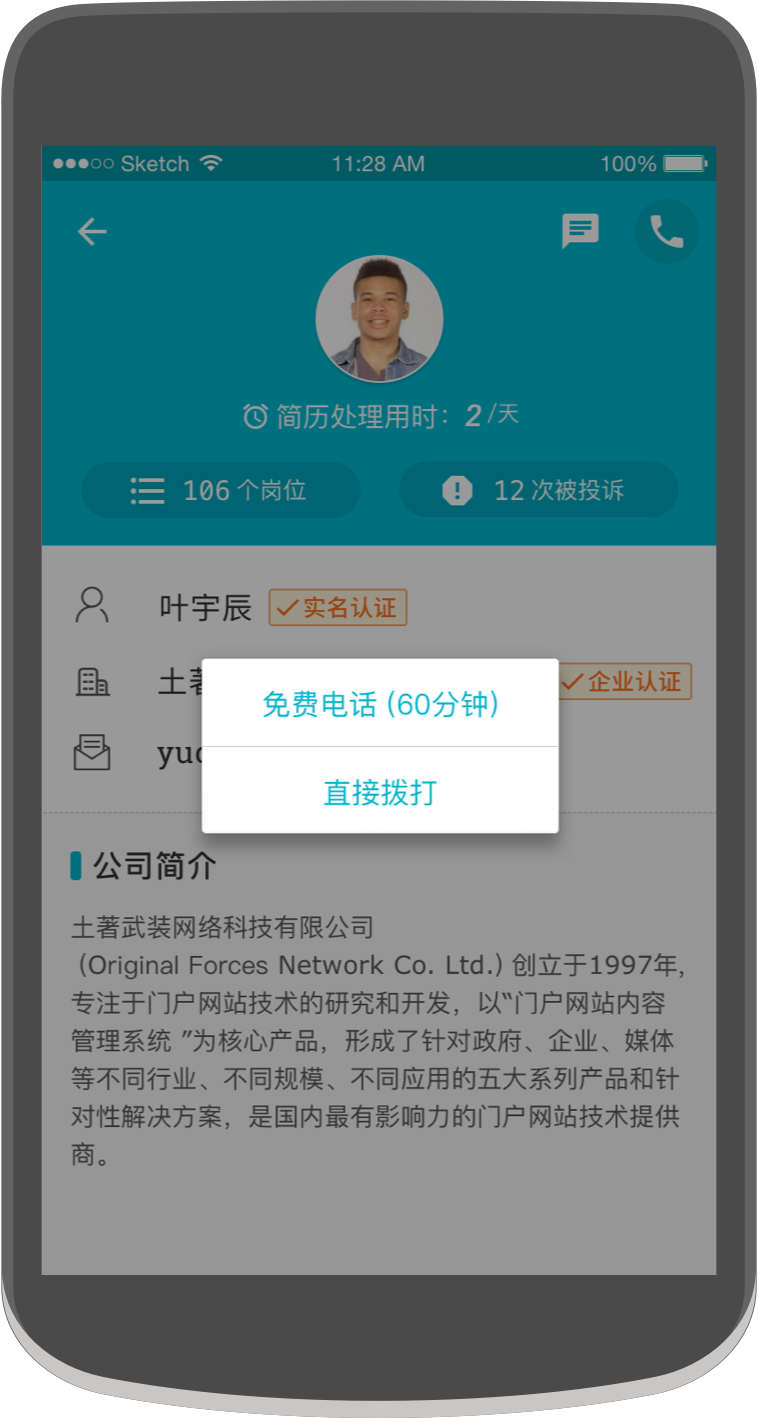 Sketch 11:28 AM 100%
简历处理用时：2/天
106个岗位 12次被投诉
叶宇辰 实名认证
土 企业认证
免费电话 (60分钟)
直接拨打
公司简介
土著武装网络科技有限公司
(Original Forces Network Co. Ltd.) 创立于1997年,
专注于门户网站技术的研究和开发，以“门户网站内容
管理系统 ”为核心产品，形成了针对政府、企业、媒体
等不同行业、不同规模、不同应用的五大系列产品和针
对性解决方案，是国内最有影响力的门户网站技术提供
商。